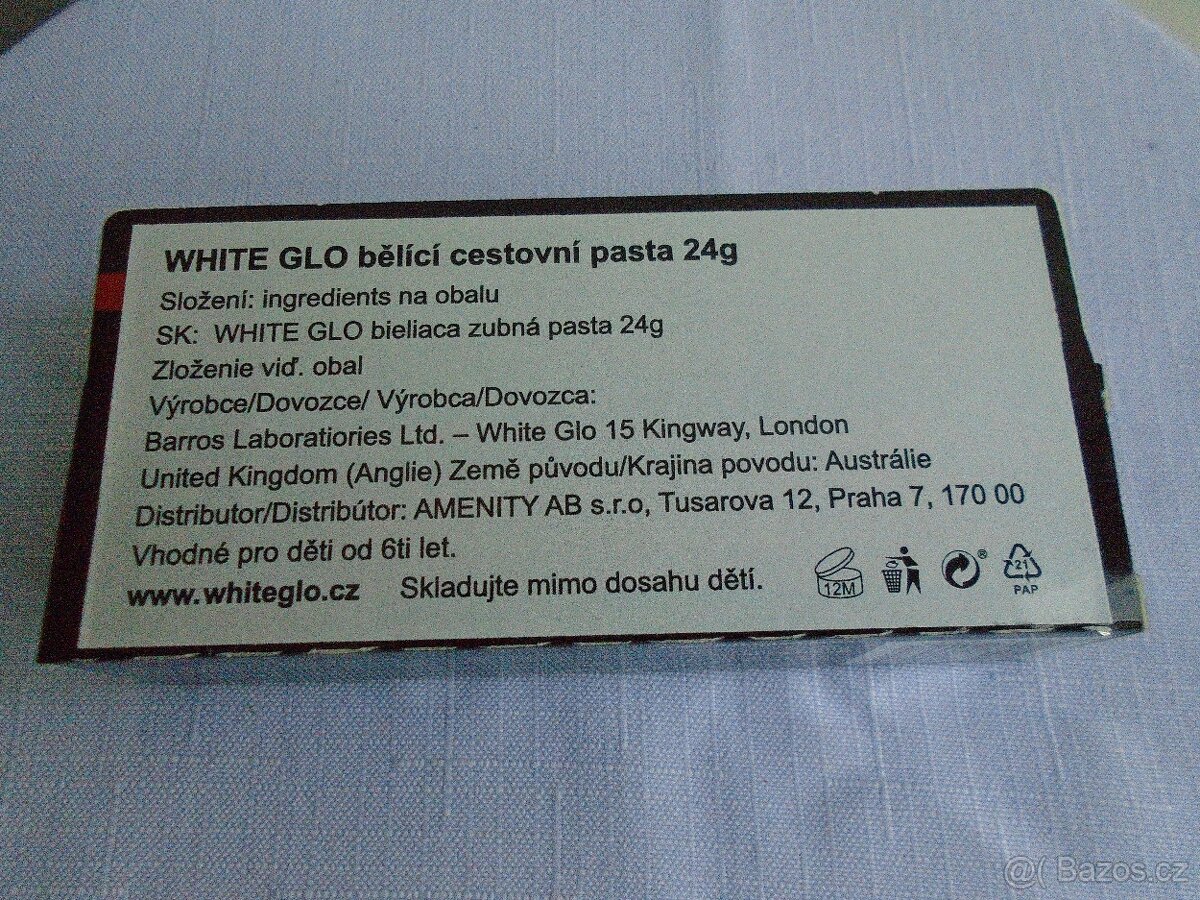 WHITE GLO bělící cestovní pasta 24g
Složení: ingredients na obalu
SK: WHITE GLO bieliaca zubná pasta 24g
Zloženie viď. obal
Výrobce/Dovozce/ Výrobca/Dovozca:
Barros Laboratiories Ltd. – White Glo 15 Kingway, London
United Kingdom (Anglie) Země původu/Krajina povodu: Austrálie
Distributor/Distribútor: AMENITY AB s.r.o, Tusarova 12, Praha 7, 170 00
Vhodné pro děti od 6ti let.
www.whiteglo.cz Skladujte mimo dosahu dětí.
12M
®
21
PAP
@( Bazos.cz